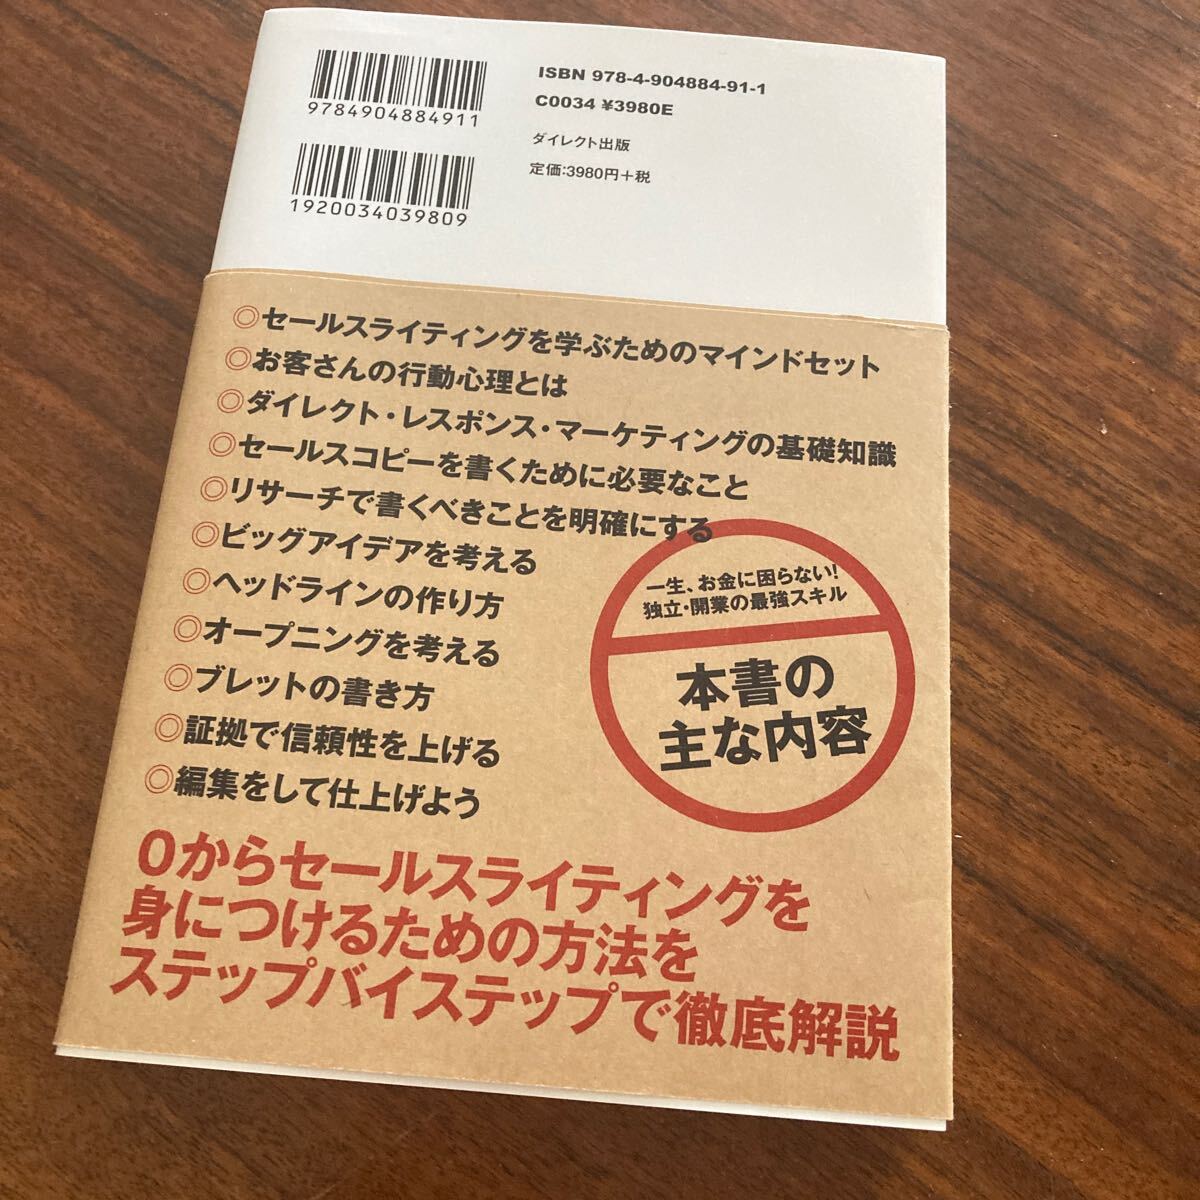 9784904884911
1920034039809
ISBN 978-4-904884-91-1
C0034 ¥3980E
ダイレクト出版
定価:3980円+税
◎セールスライティングを学ぶためのマインドセット
◎お客さんの行動心理とは
◎ダイレクト・レスポンス・マーケティングの基礎知識
◎セールスコピーを書くために必要なこと
◎リサーチで書くべきことを明確にする
◎ビッグアイデアを考える
◎ヘッドラインの作り方
◎オープニングを考える
◎ブレットの書き方
◎証拠で信頼性を上げる
◎編集をして仕上げよう
一生、お金に困らない!
独立・開業の最強スキル
本書の
主な内容
0からセールスライティングを
身につけるための方法を
ステップバイステップで徹底解説